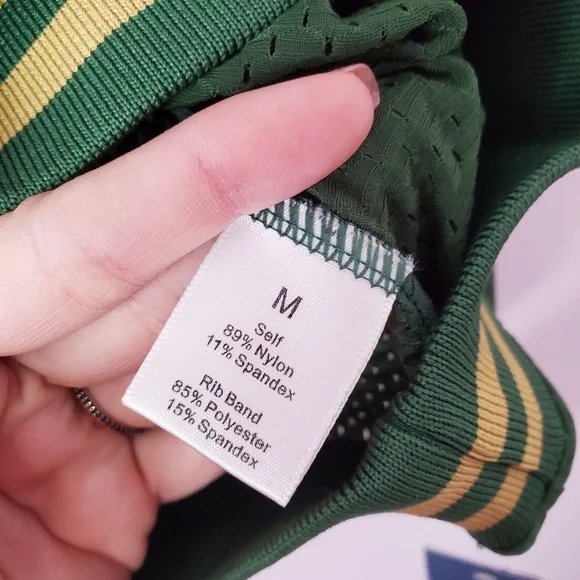 M
Self
89% Nylon
11% Spandex
Rib Band
85% Polyester
15% Spandex